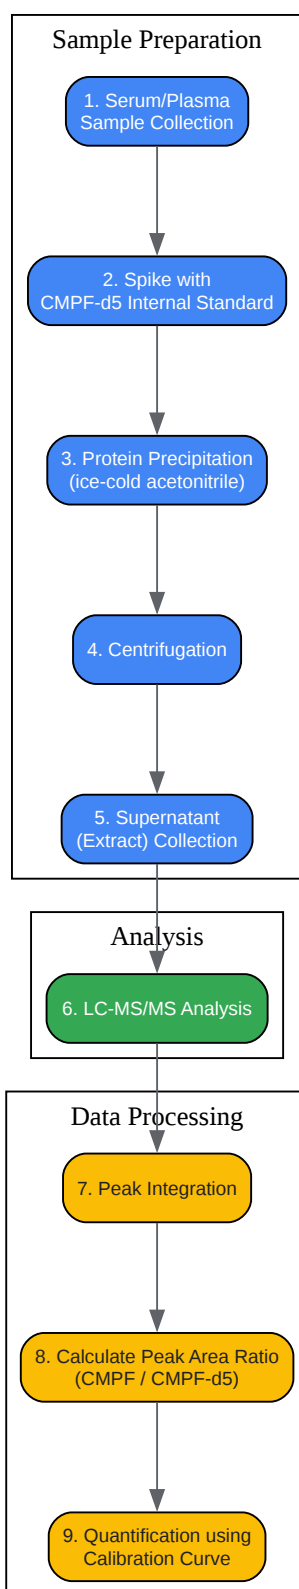 Sample Preparation
1. Serum/Plasma
Sample Collection
2. Spike with
CMPF-d5 Internal Standard
3. Protein Precipitation
(ice-cold acetonitrile)
4. Centrifugation
5. Supernatant
(Extract) Collection
Analysis
6. LC-MS/MS Analysis
Data Processing
7. Peak Integration
8. Calculate Peak Area Ratio
(CMPF / CMPF-d5)
9. Quantification using
Calibration Curve